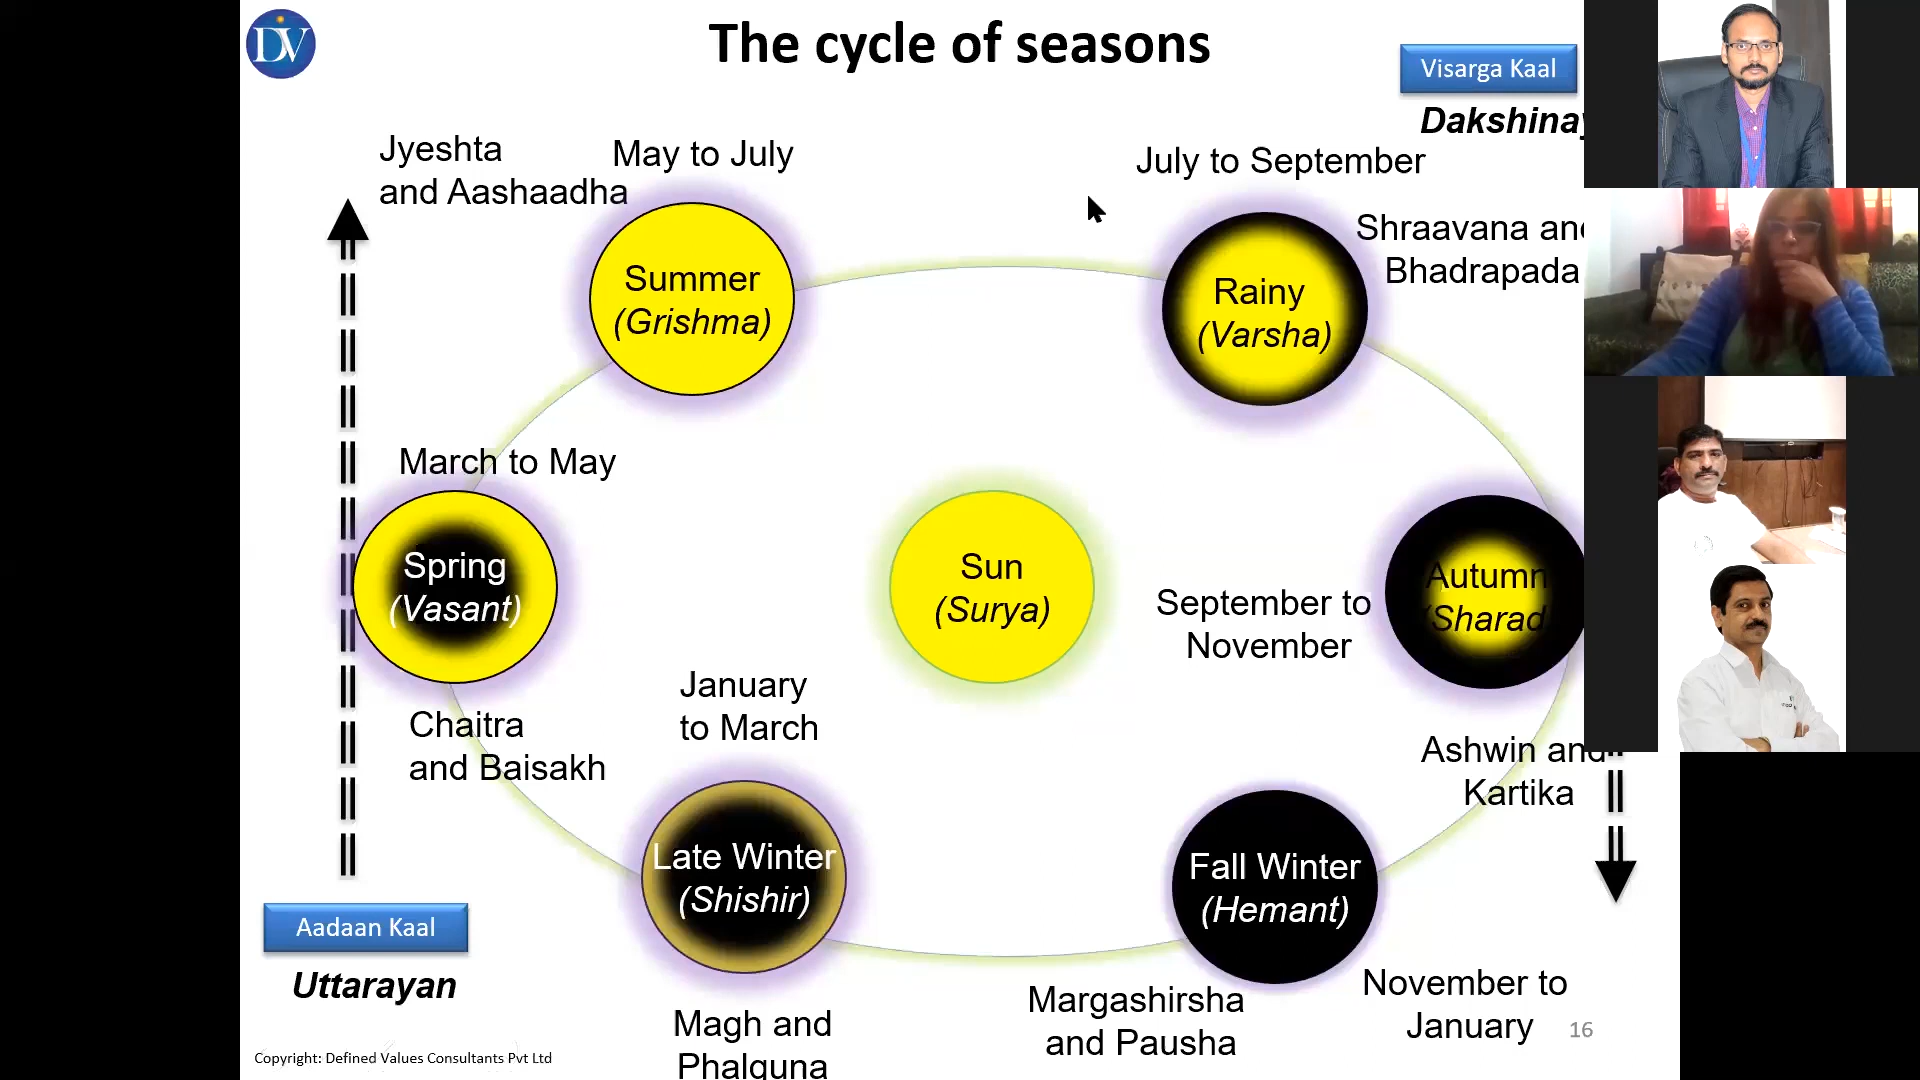 DV
The cycle of seasons
Visarga Kaal
Dakshinay
Jyeshta
and Aashaadha
May to July
July to September
Shraavana and
Bhadrapada
Summer
(Grishma)
Rainy
(Varsha)
March to May
Spring
(Vasant)
Sun
(Surya)
September to
November
Autumn
(Sharad
January
to March
Chaitra
and Baisakh
Ashwin and
Kartika
Late Winter
(Shishir)
Fall Winter
(Hemant)
Aadaan Kaal
Uttarayan
Magh and
Phalguna
Margashirsha
and Pausha
November to
January
16
Copyright: Defined Values Consultants Pvt Ltd